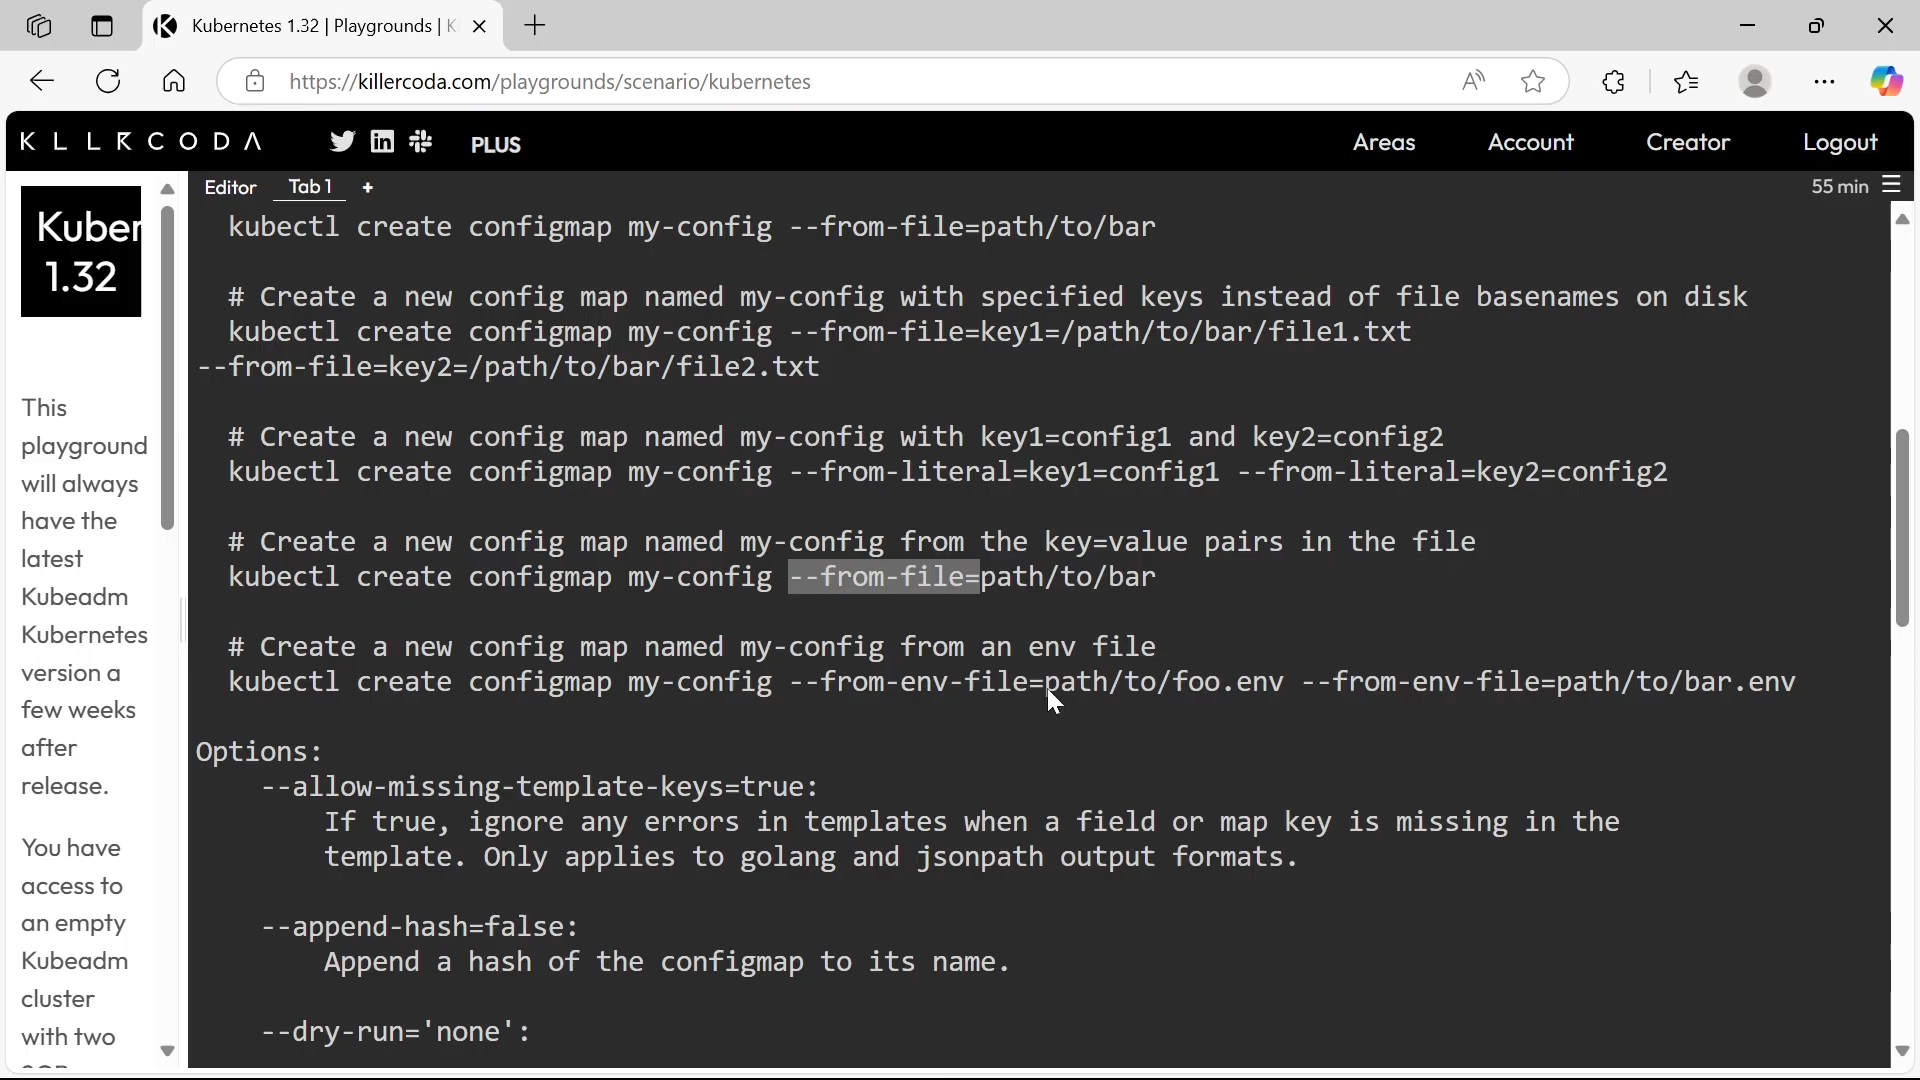 Kubernetes 1.32 | Playgrounds | K
https://killercoda.com/playgrounds/scenario/kubernetes
KLLRCODA
PLUS
Areas
Account
Creator
Logout
Kuber
1.32
This
playground
will always
have the
latest
Kubeadm
Kubernetes
version a
few weeks
after
release.
You have
access to
an empty
Kubeadm
cluster
with two
Editor
Tab 1
+
55 min
kubectl create configmap my-config --from-file=path/to/bar
# Create a new config map named my-config with specified keys instead of file basenames on disk
kubectl create configmap my-config --from-file=key1=/path/to/bar/file1.txt
--from-file=key2=/path/to/bar/file2.txt
# Create a new config map named my-config with key1=config1 and key2=config2
kubectl create configmap my-config --from-literal=key1=config1 --from-literal=key2=config2
# Create a new config map named my-config from the key=value pairs in the file
kubectl create configmap my-config --from-file=path/to/bar
# Create a new config map named my-config from an env file
kubectl create configmap my-config --from-env-file=path/to/foo.env --from-env-file=path/to/bar.env
Options:
--allow-missing-template-keys=true:
If true, ignore any errors in templates when a field or map key is missing in the
template. Only applies to golang and jsonpath output formats.
--append-hash=false:
Append a hash of the configmap to its name.
--dry-run='none':